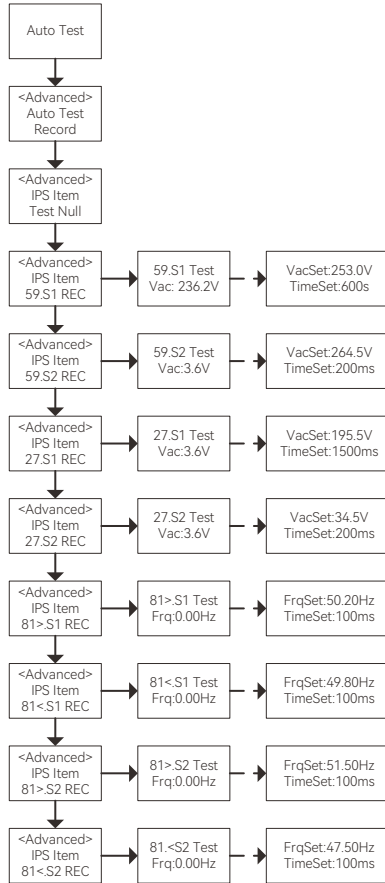 Auto Test
<Advanced>
Auto Test
Record
<Advanced>
IPS Item
Test Null
<Advanced>
IPS Item
59.S1 REC
59.S1 Test
Vac: 236.2V
VacSet:253.0V
TimeSet:600s
<Advanced>
IPS Item
59.S2 REC
59.S2 Test
Vac:3.6V
VacSet:264.5V
TimeSet:200ms
<Advanced>
IPS Item
27.S1 REC
27.S1 Test
Vac:3.6V
VacSet:195.5V
TimeSet:1500ms
<Advanced>
IPS Item
27.S2 REC
27.S2 Test
Vac:3.6V
VacSet:34.5V
TimeSet:200ms
<Advanced>
IPS Item
81>.S1 REC
81>.S1 Test
Frq:0.00Hz
FrqSet:50.20Hz
TimeSet:100ms
<Advanced>
IPS Item
81<.S1 REC
81<.S1 Test
Frq:0.00Hz
FrqSet:49.80Hz
TimeSet:100ms
<Advanced>
IPS Item
81>.S2 REC
81>.S2 Test
Frq:0.00Hz
FrqSet:51.50Hz
TimeSet:100ms
<Advanced>
IPS Item
81<.S2 REC
81.<S2 Test
Frq:0.00Hz
FrqSet:47.50Hz
TimeSet:100ms